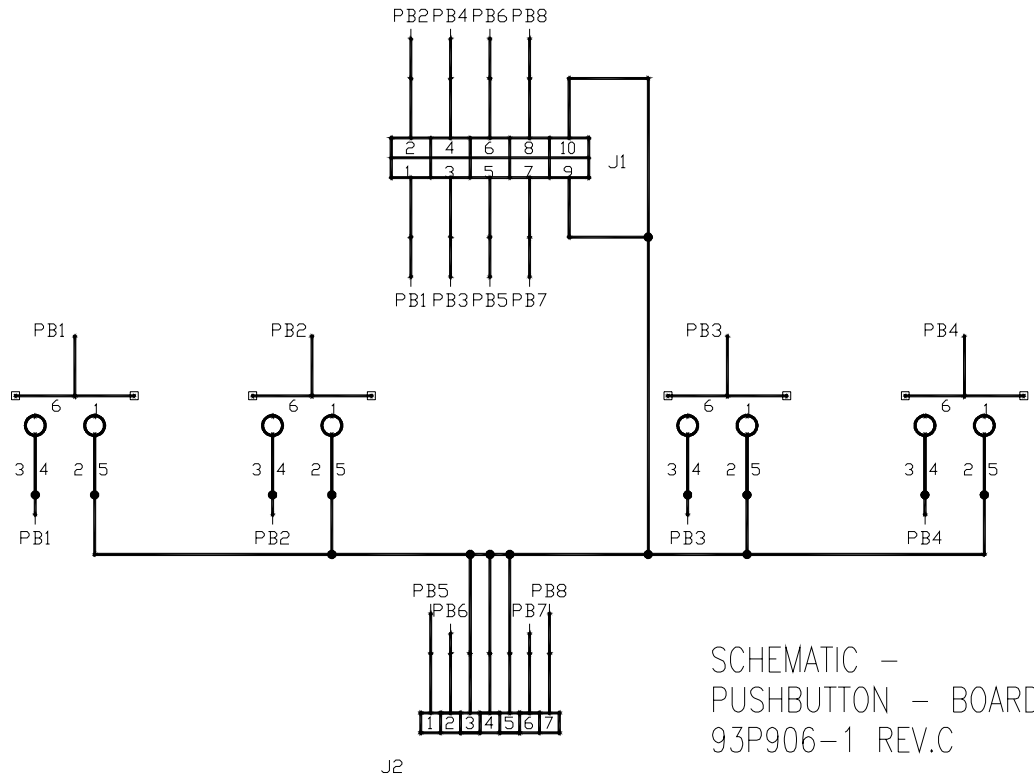 PB2 PB4 PB6 PB8
2 4 6 8 10
1 3 5 7 9
J1
PB1 PB3 PB5 PB7
PB1 PB2 PB3 PB4
6 1 6 1 6 1 6 1
3 4 2 5 3 4 2 5 3 4 2 5 3 4 2 5
PB1 PB2 PB3 PB4
PB5 PB8
PB6 PB7
1 2 3 4 5 6 7
J2
SCHEMATIC -
PUSHBUTTON - BOARD
93P906-1 REV.C